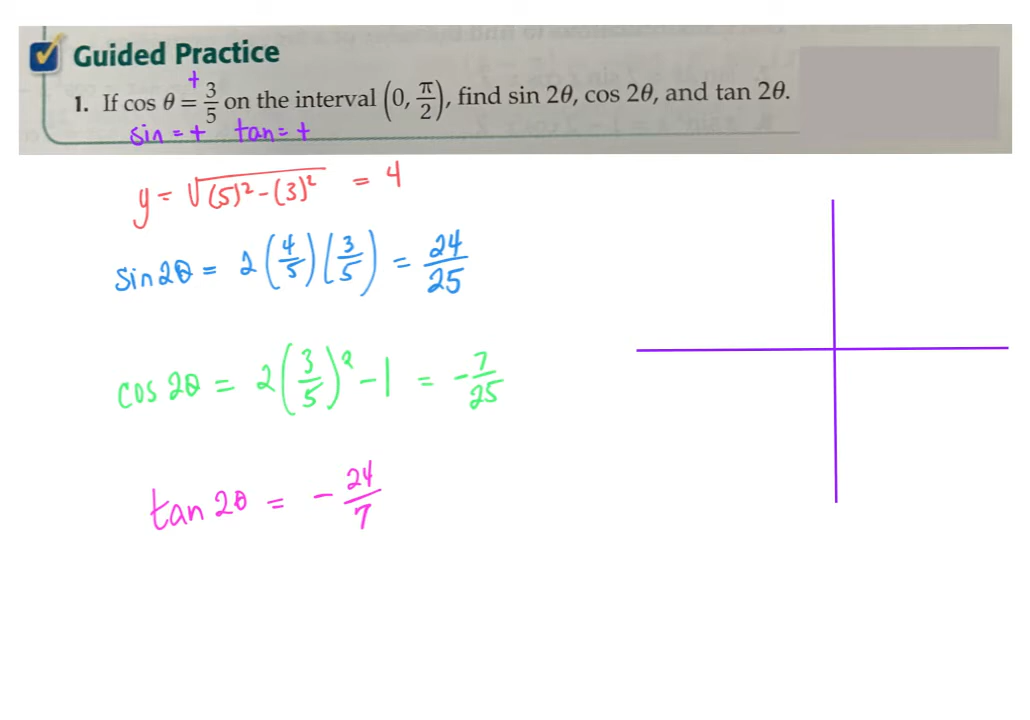 Guided Practice
+
1. If cos θ = 3/5 on the interval (0, π/2), find sin 2θ, cos 2θ, and tan 2θ.
sin = + tan = +
y = √(5)² - (3)² = 4
sin 2θ = 2(4/5)(3/5) = 24/25
cos 2θ = 2(3/5)² - 1 = -7/25
tan 2θ = - 24/7